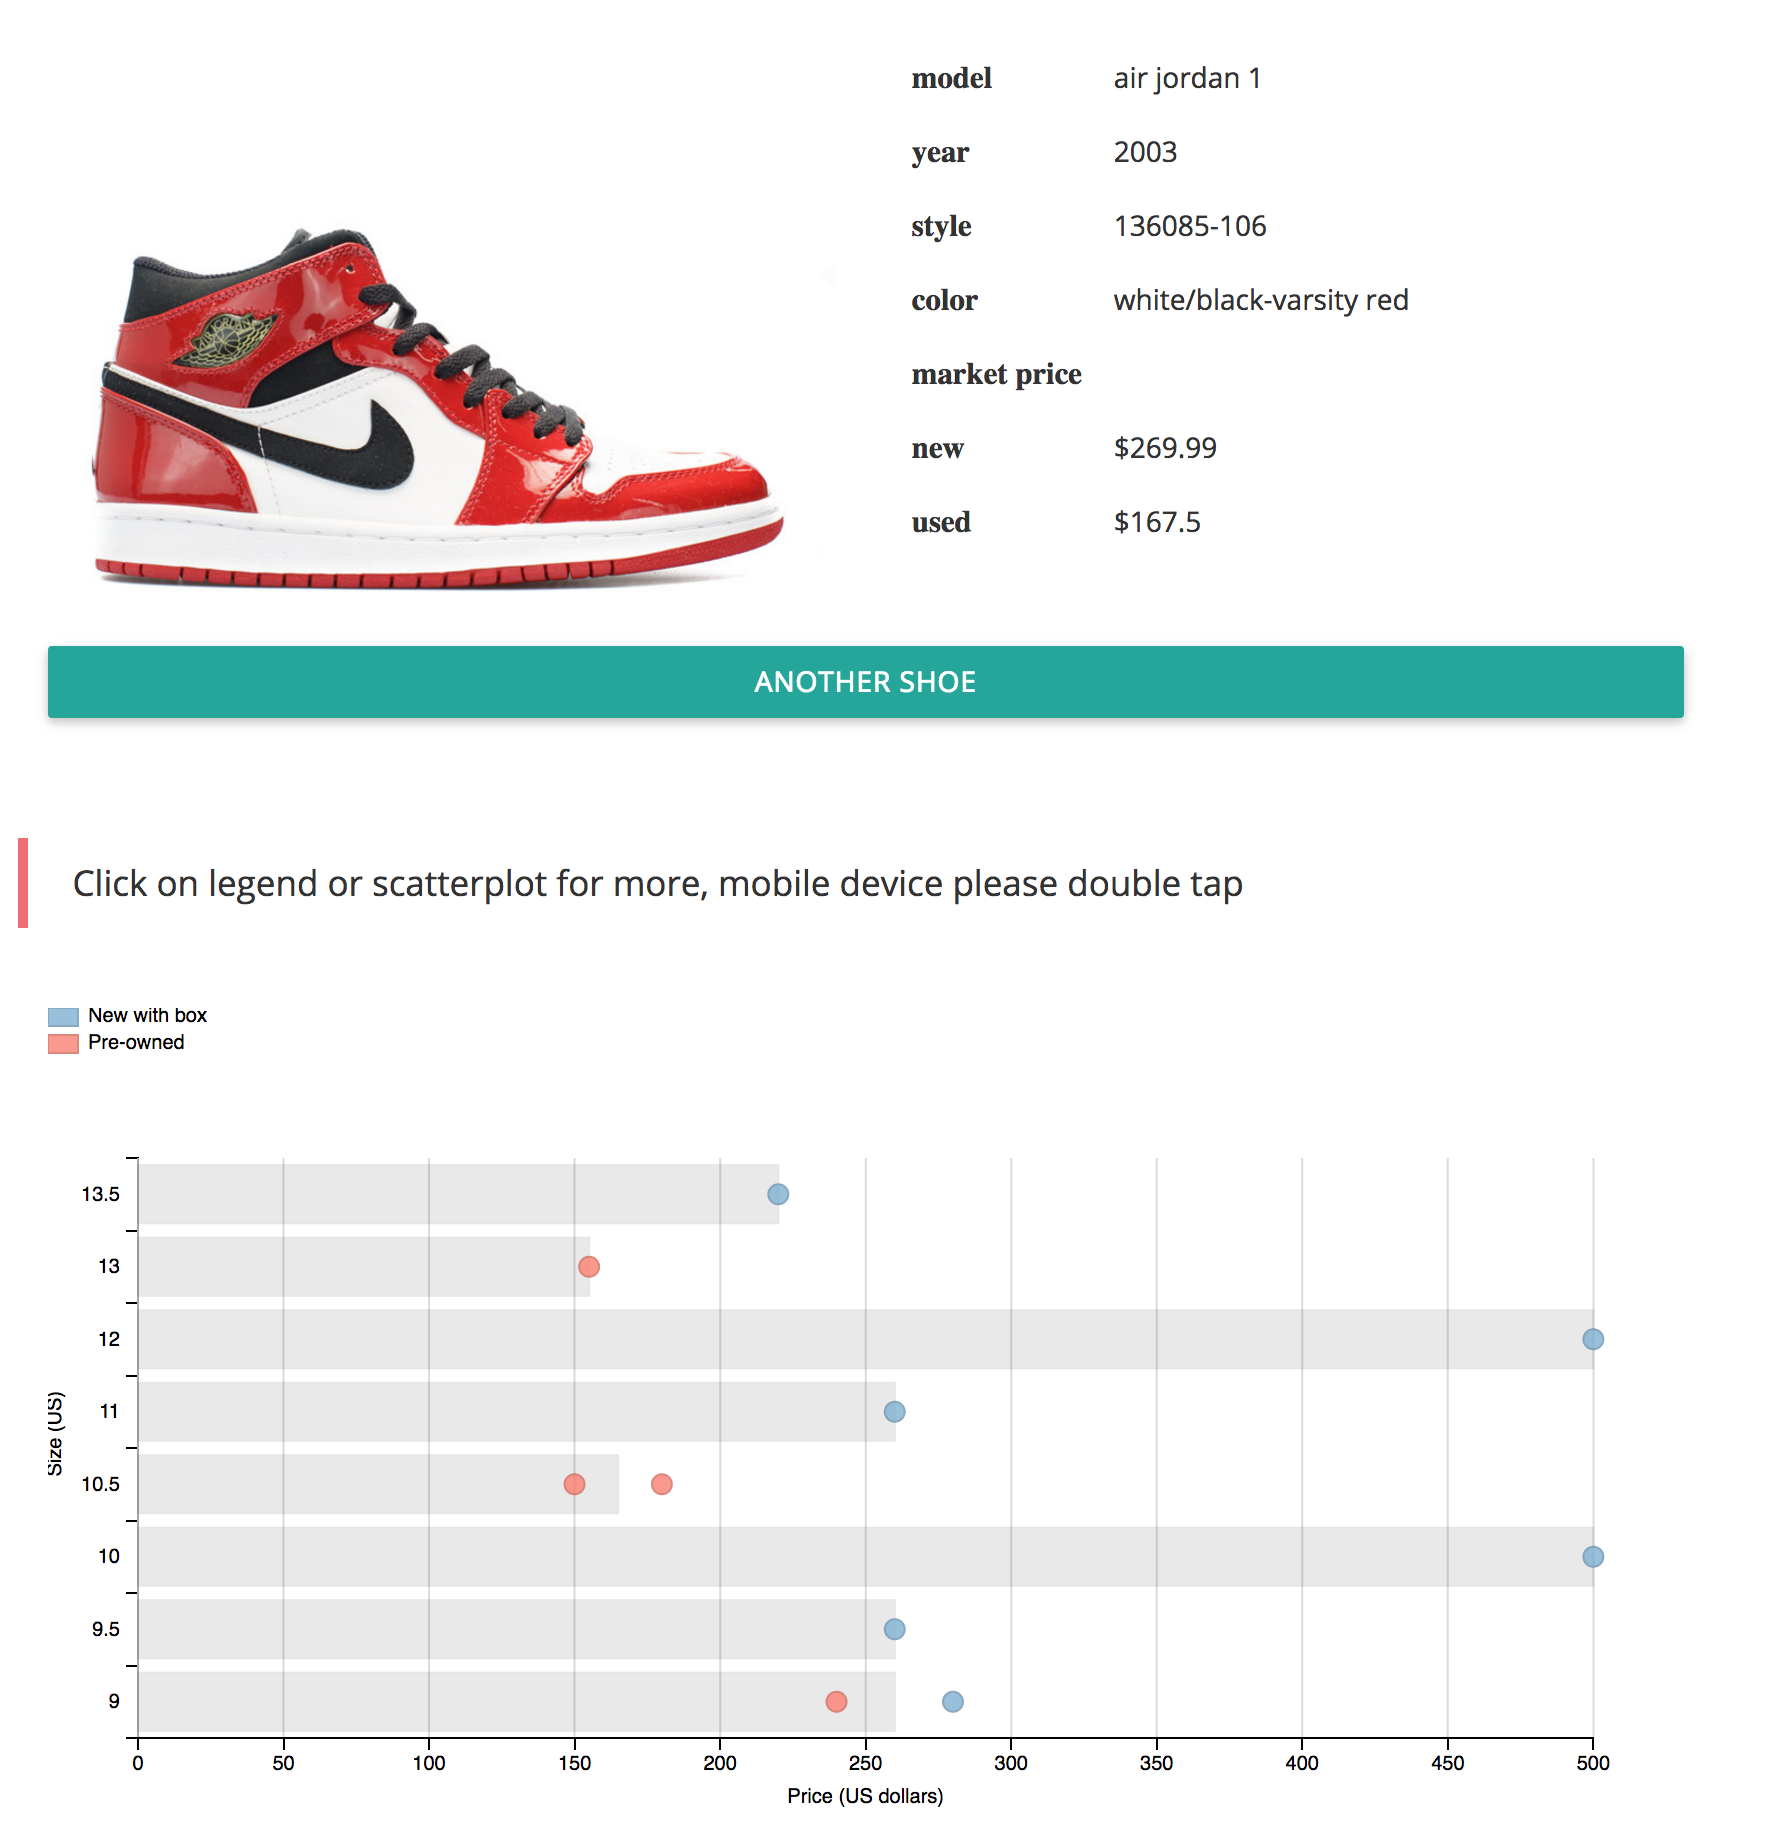 model air jordan 1
year 2003
style 136085-106
color white/black-varsity red
market price
new $269.99
used $167.5
ANOTHER SHOE
Click on legend or scatterplot for more, mobile device please double tap
New with box
Pre-owned
13.5
13
12
11
10.5
10
9.5
9
Size (US)
0 50 100 150 200 250 300 350 400 450 500
Price (US dollars)